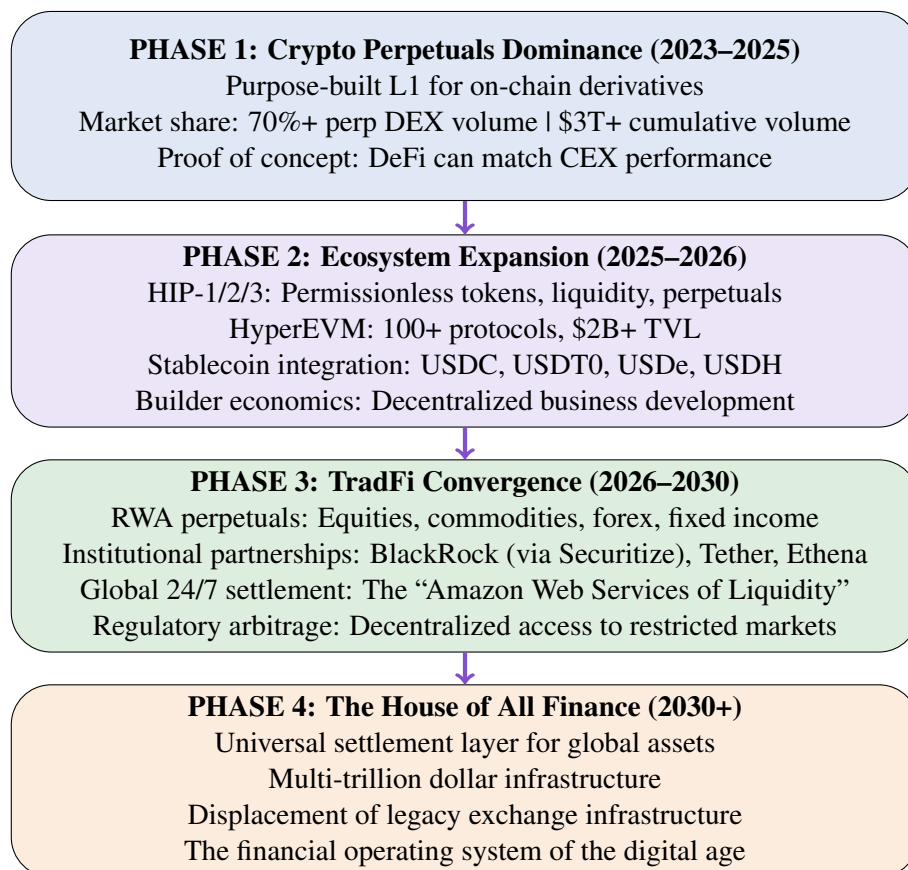 PHASE 1: Crypto Perpetuals Dominance (2023–2025)
Purpose-built L1 for on-chain derivatives
Market share: 70%+ perp DEX volume | $3T+ cumulative volume
Proof of concept: DeFi can match CEX performance
PHASE 2: Ecosystem Expansion (2025–2026)
HIP-1/2/3: Permissionless tokens, liquidity, perpetuals
HyperEVM: 100+ protocols, $2B+ TVL
Stablecoin integration: USDC, USDT0, USDe, USDH
Builder economics: Decentralized business development
PHASE 3: TradFi Convergence (2026–2030)
RWA perpetuals: Equities, commodities, forex, fixed income
Institutional partnerships: BlackRock (via Securitize), Tether, Ethena
Global 24/7 settlement: The “Amazon Web Services of Liquidity”
Regulatory arbitrage: Decentralized access to restricted markets
PHASE 4: The House of All Finance (2030+)
Universal settlement layer for global assets
Multi-trillion dollar infrastructure
Displacement of legacy exchange infrastructure
The financial operating system of the digital age